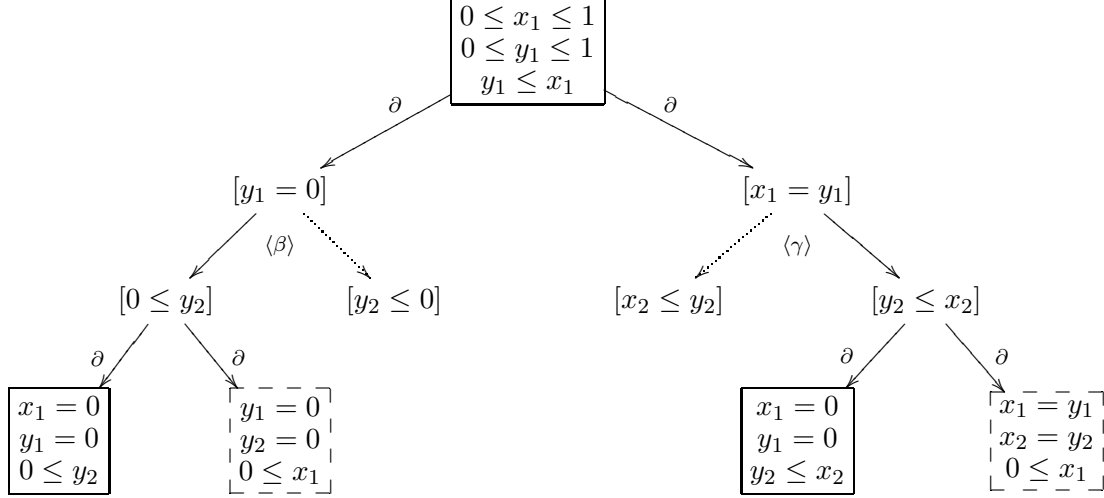 0 ≤ x₁ ≤ 1
0 ≤ y₁ ≤ 1
y₁ ≤ x₁
∂ ∂
[y₁ = 0] [x₁ = y₁]
⟨β⟩ ⟨γ⟩
[0 ≤ y₂] [y₂ ≤ 0] [x₂ ≤ y₂] [y₂ ≤ x₂]
∂ ∂ ∂ ∂
x₁ = 0
y₁ = 0
0 ≤ y₂
y₁ = 0
y₂ = 0
0 ≤ x₁
x₁ = 0
y₁ = 0
y₂ ≤ x₂
x₁ = y₁
x₂ = y₂
0 ≤ x₁